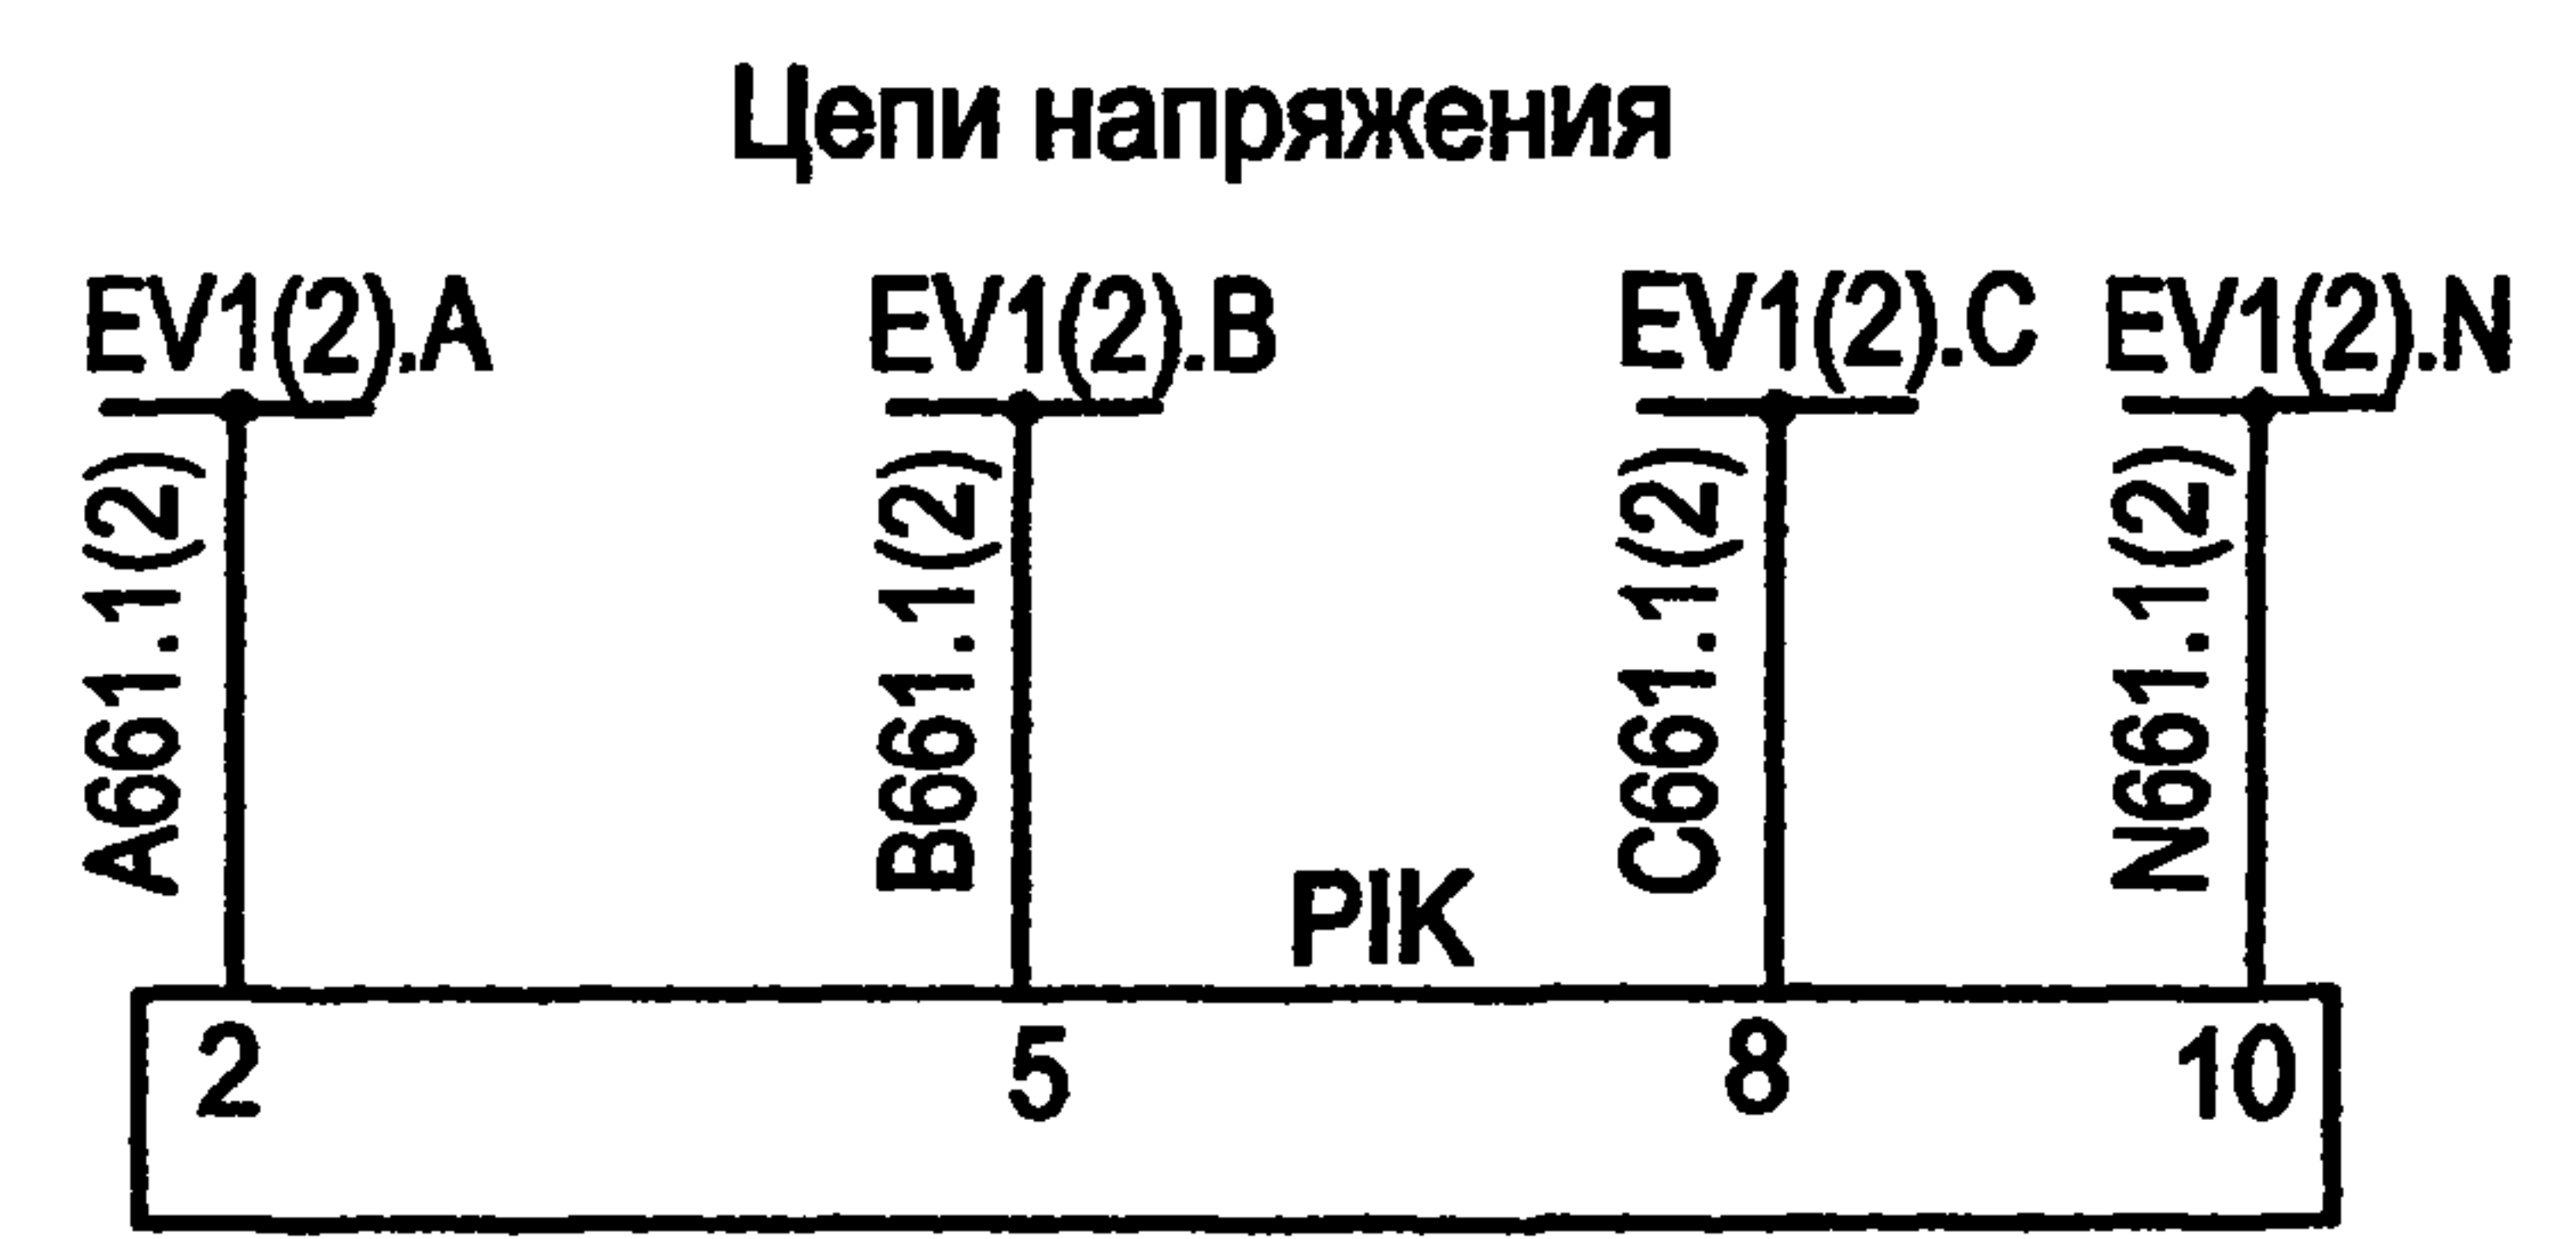 Цепи напряжения
EV1(2).A
EV1(2).B
EV1(2).C
EV1(2).N
A661.1(2)
B661.1(2)
C661.1(2)
N661.1(2)
PIK
2
5
8
10